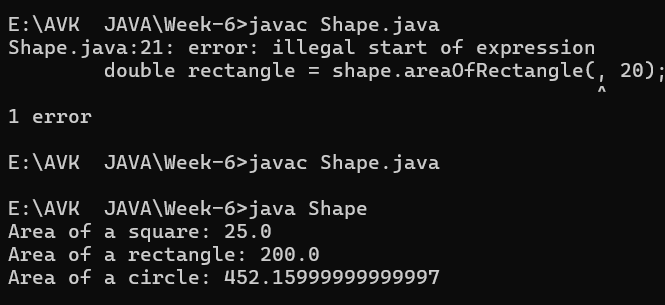 E:\AVK  JAVA\Week-6>javac Shape.java
Shape.java:21: error: illegal start of expression
        double rectangle = shape.areaOfRectangle(, 20);
                                                 ^
1 error
E:\AVK  JAVA\Week-6>javac Shape.java
E:\AVK  JAVA\Week-6>java Shape
Area of a square: 25.0
Area of a rectangle: 200.0
Area of a circle: 452.15999999999997